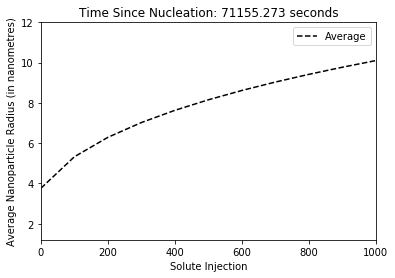 Time Since Nucleation: 71155.273 seconds
Average
Average Nanoparticle Radius (in nanometres)
12
10
8
6
4
2
0 200 400 600 800 1000
Solute Injection